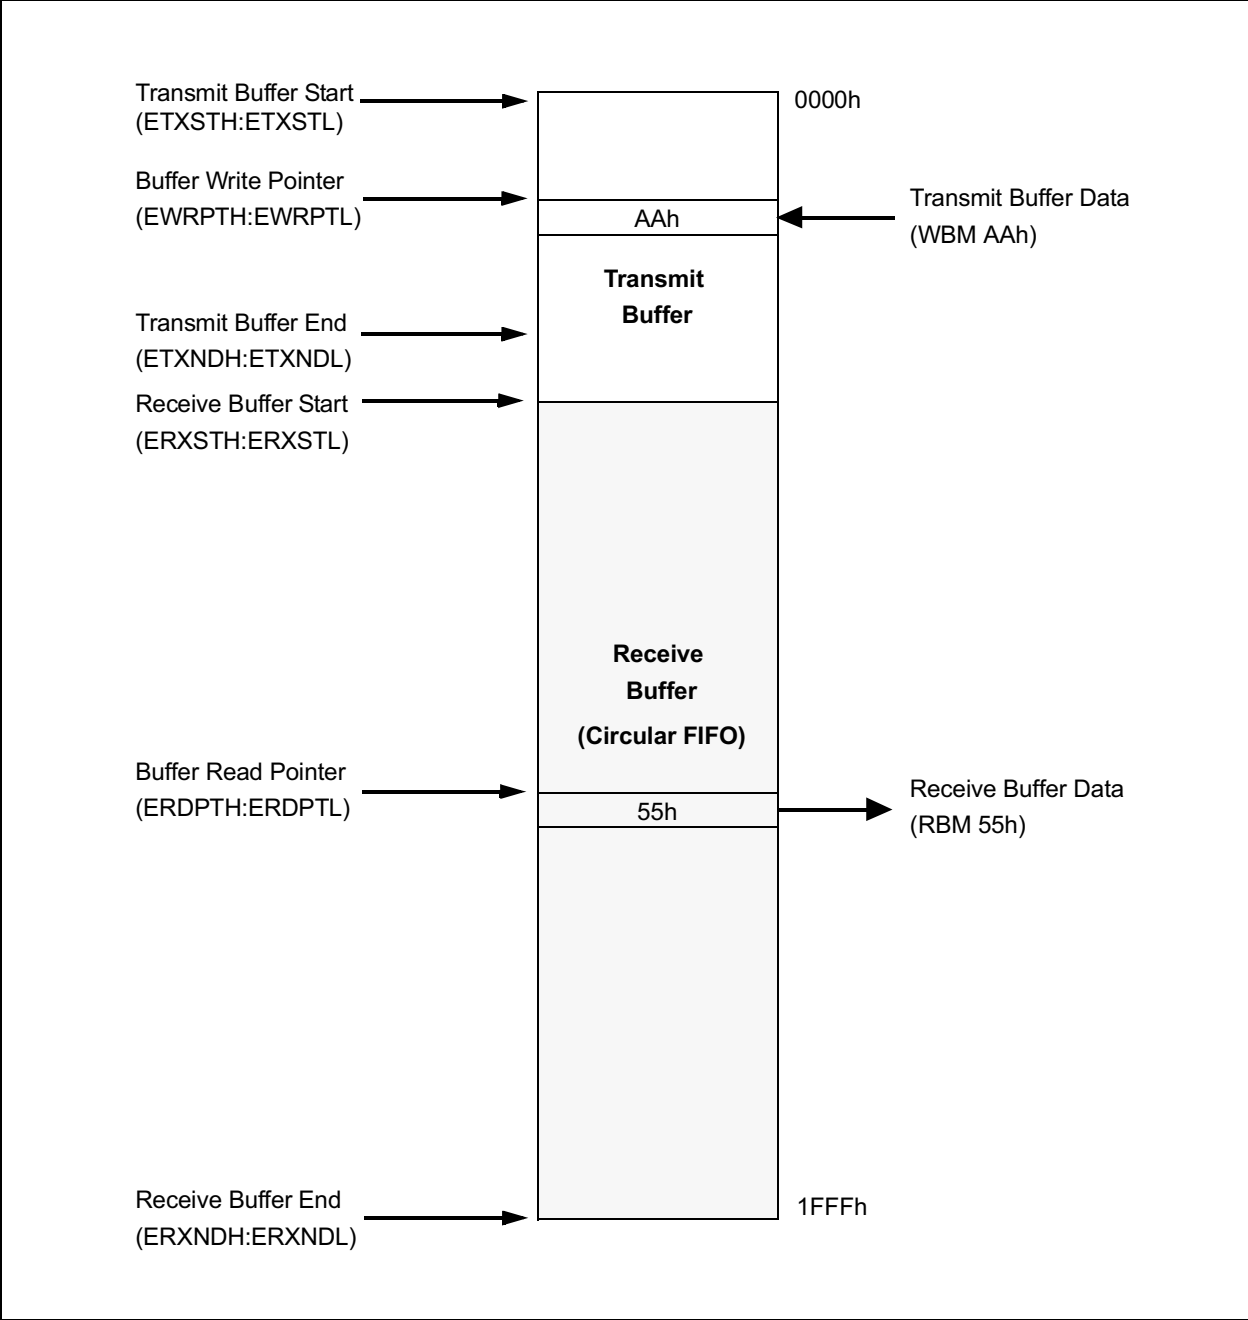 Transmit Buffer Start
(ETXSTH:ETXSTL)
0000h
Buffer Write Pointer
(EWRPTH:EWRPTL)
AAh
Transmit Buffer Data
(WBM AAh)
Transmit
Buffer
Transmit Buffer End
(ETXNDH:ETXNDL)
Receive Buffer Start
(ERXSTH:ERXSTL)
Receive
Buffer
(Circular FIFO)
Buffer Read Pointer
(ERDPTH:ERDPTL)
55h
Receive Buffer Data
(RBM 55h)
Receive Buffer End
(ERXNDH:ERXNDL)
1FFFh